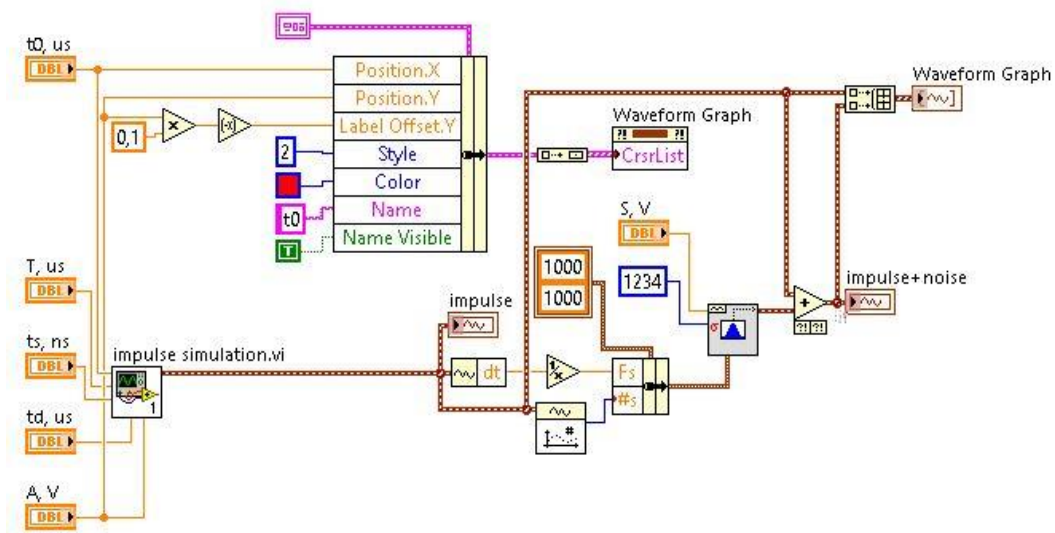 t0, us
DBL
Position.X
Position.Y
Label Offset.Y
Style
Color
Name
Name Visible
0,1
x
-x
2
t0
T
Waveform Graph
?!
CrsrList
Waveform Graph
S, V
DBL
1000
1000
1234
σ
+
?! ?!
impulse+noise
T, us
DBL
ts, ns
DBL
td, us
DBL
A, V
DBL
impulse simulation.vi
1
impulse
dt
1/x
Fs
#s
#